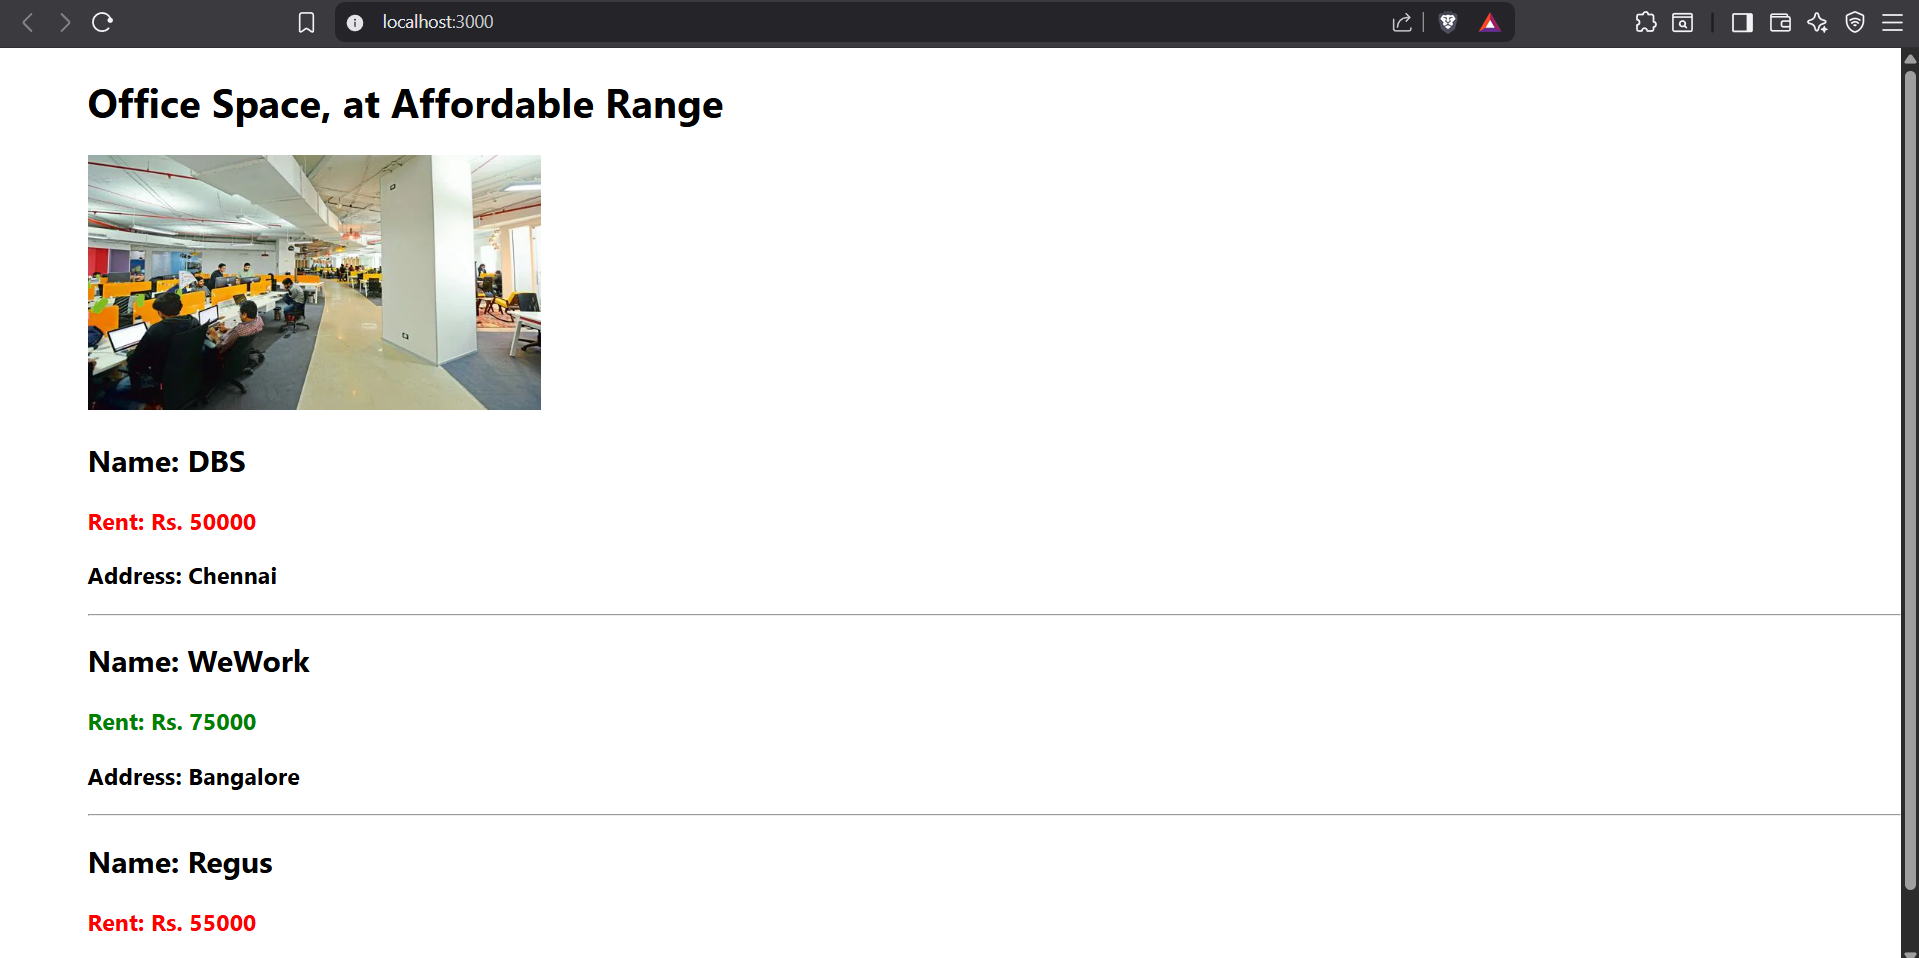 localhost:3000
Office Space, at Affordable Range
Name: DBS
Rent: Rs. 50000
Address: Chennai
Name: WeWork
Rent: Rs. 75000
Address: Bangalore
Name: Regus
Rent: Rs. 55000